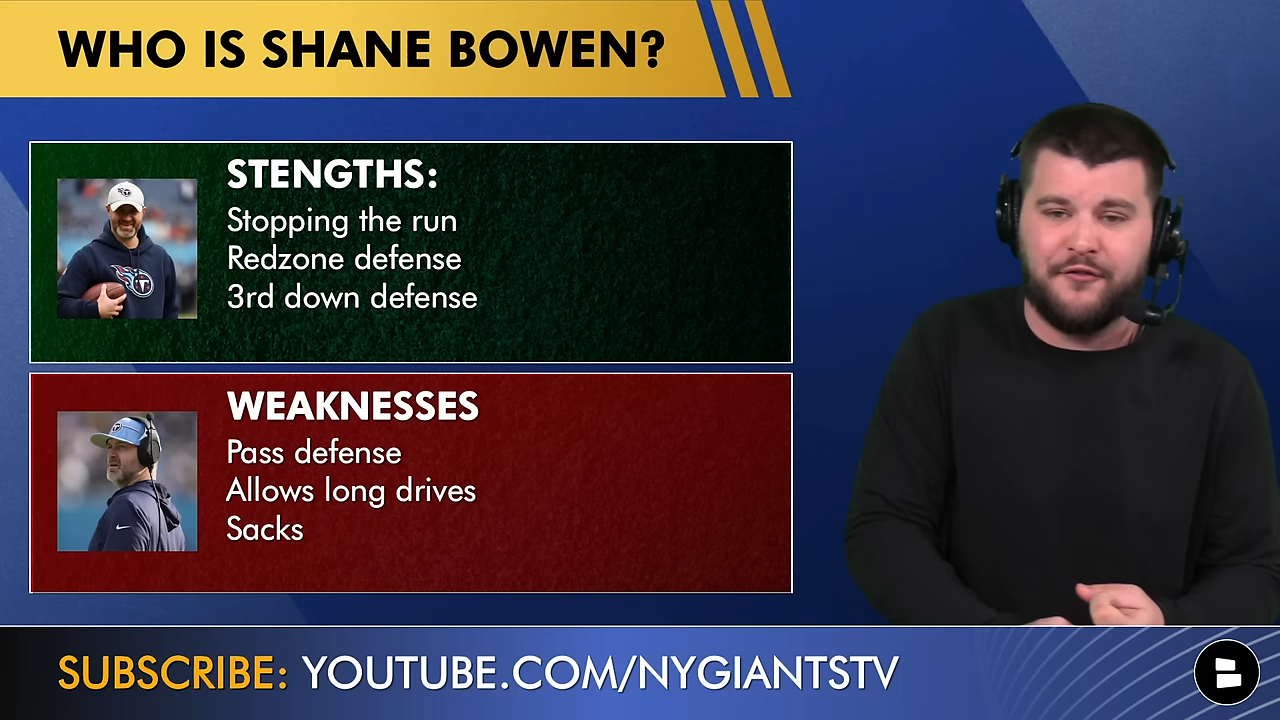 WHO IS SHANE BOWEN?
STENGTHS:
Stopping the run
Redzone defense
3rd down defense
WEAKNESSES
Pass defense
Allows long drives
Sacks
SUBSCRIBE: YOUTUBE.COM/NYGIANTSTV